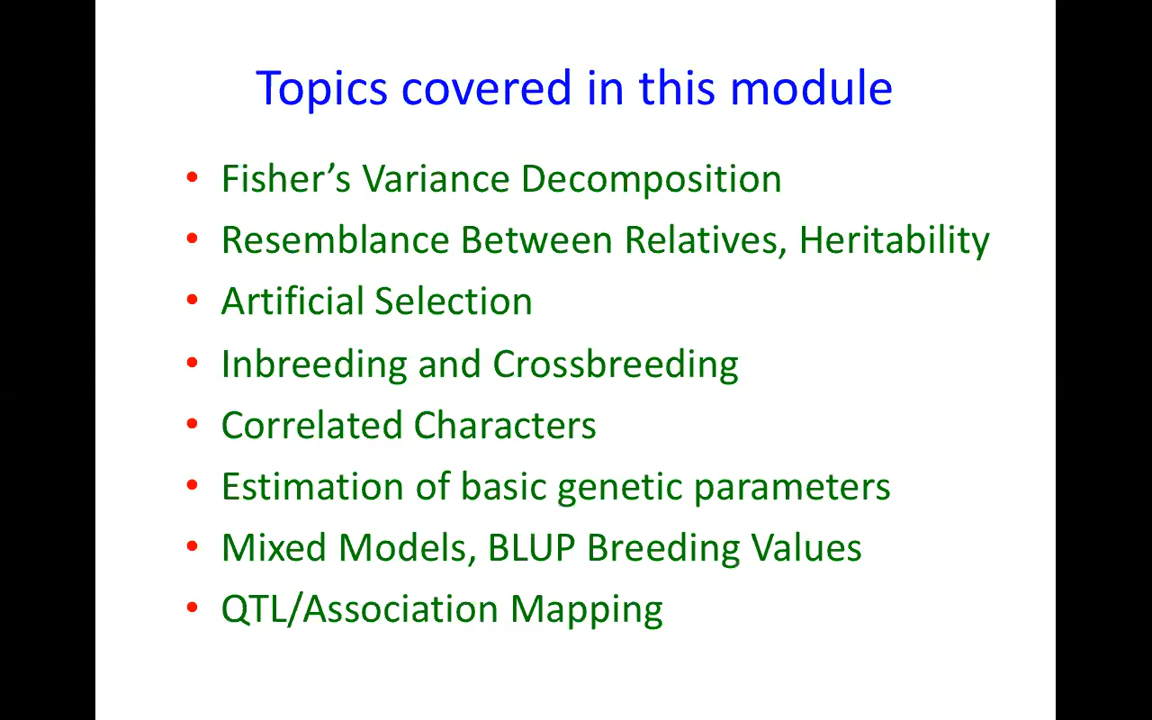 Topics covered in this module
• Fisher’s Variance Decomposition
• Resemblance Between Relatives, Heritability
• Artificial Selection
• Inbreeding and Crossbreeding
• Correlated Characters
• Estimation of basic genetic parameters
• Mixed Models, BLUP Breeding Values
• QTL/Association Mapping